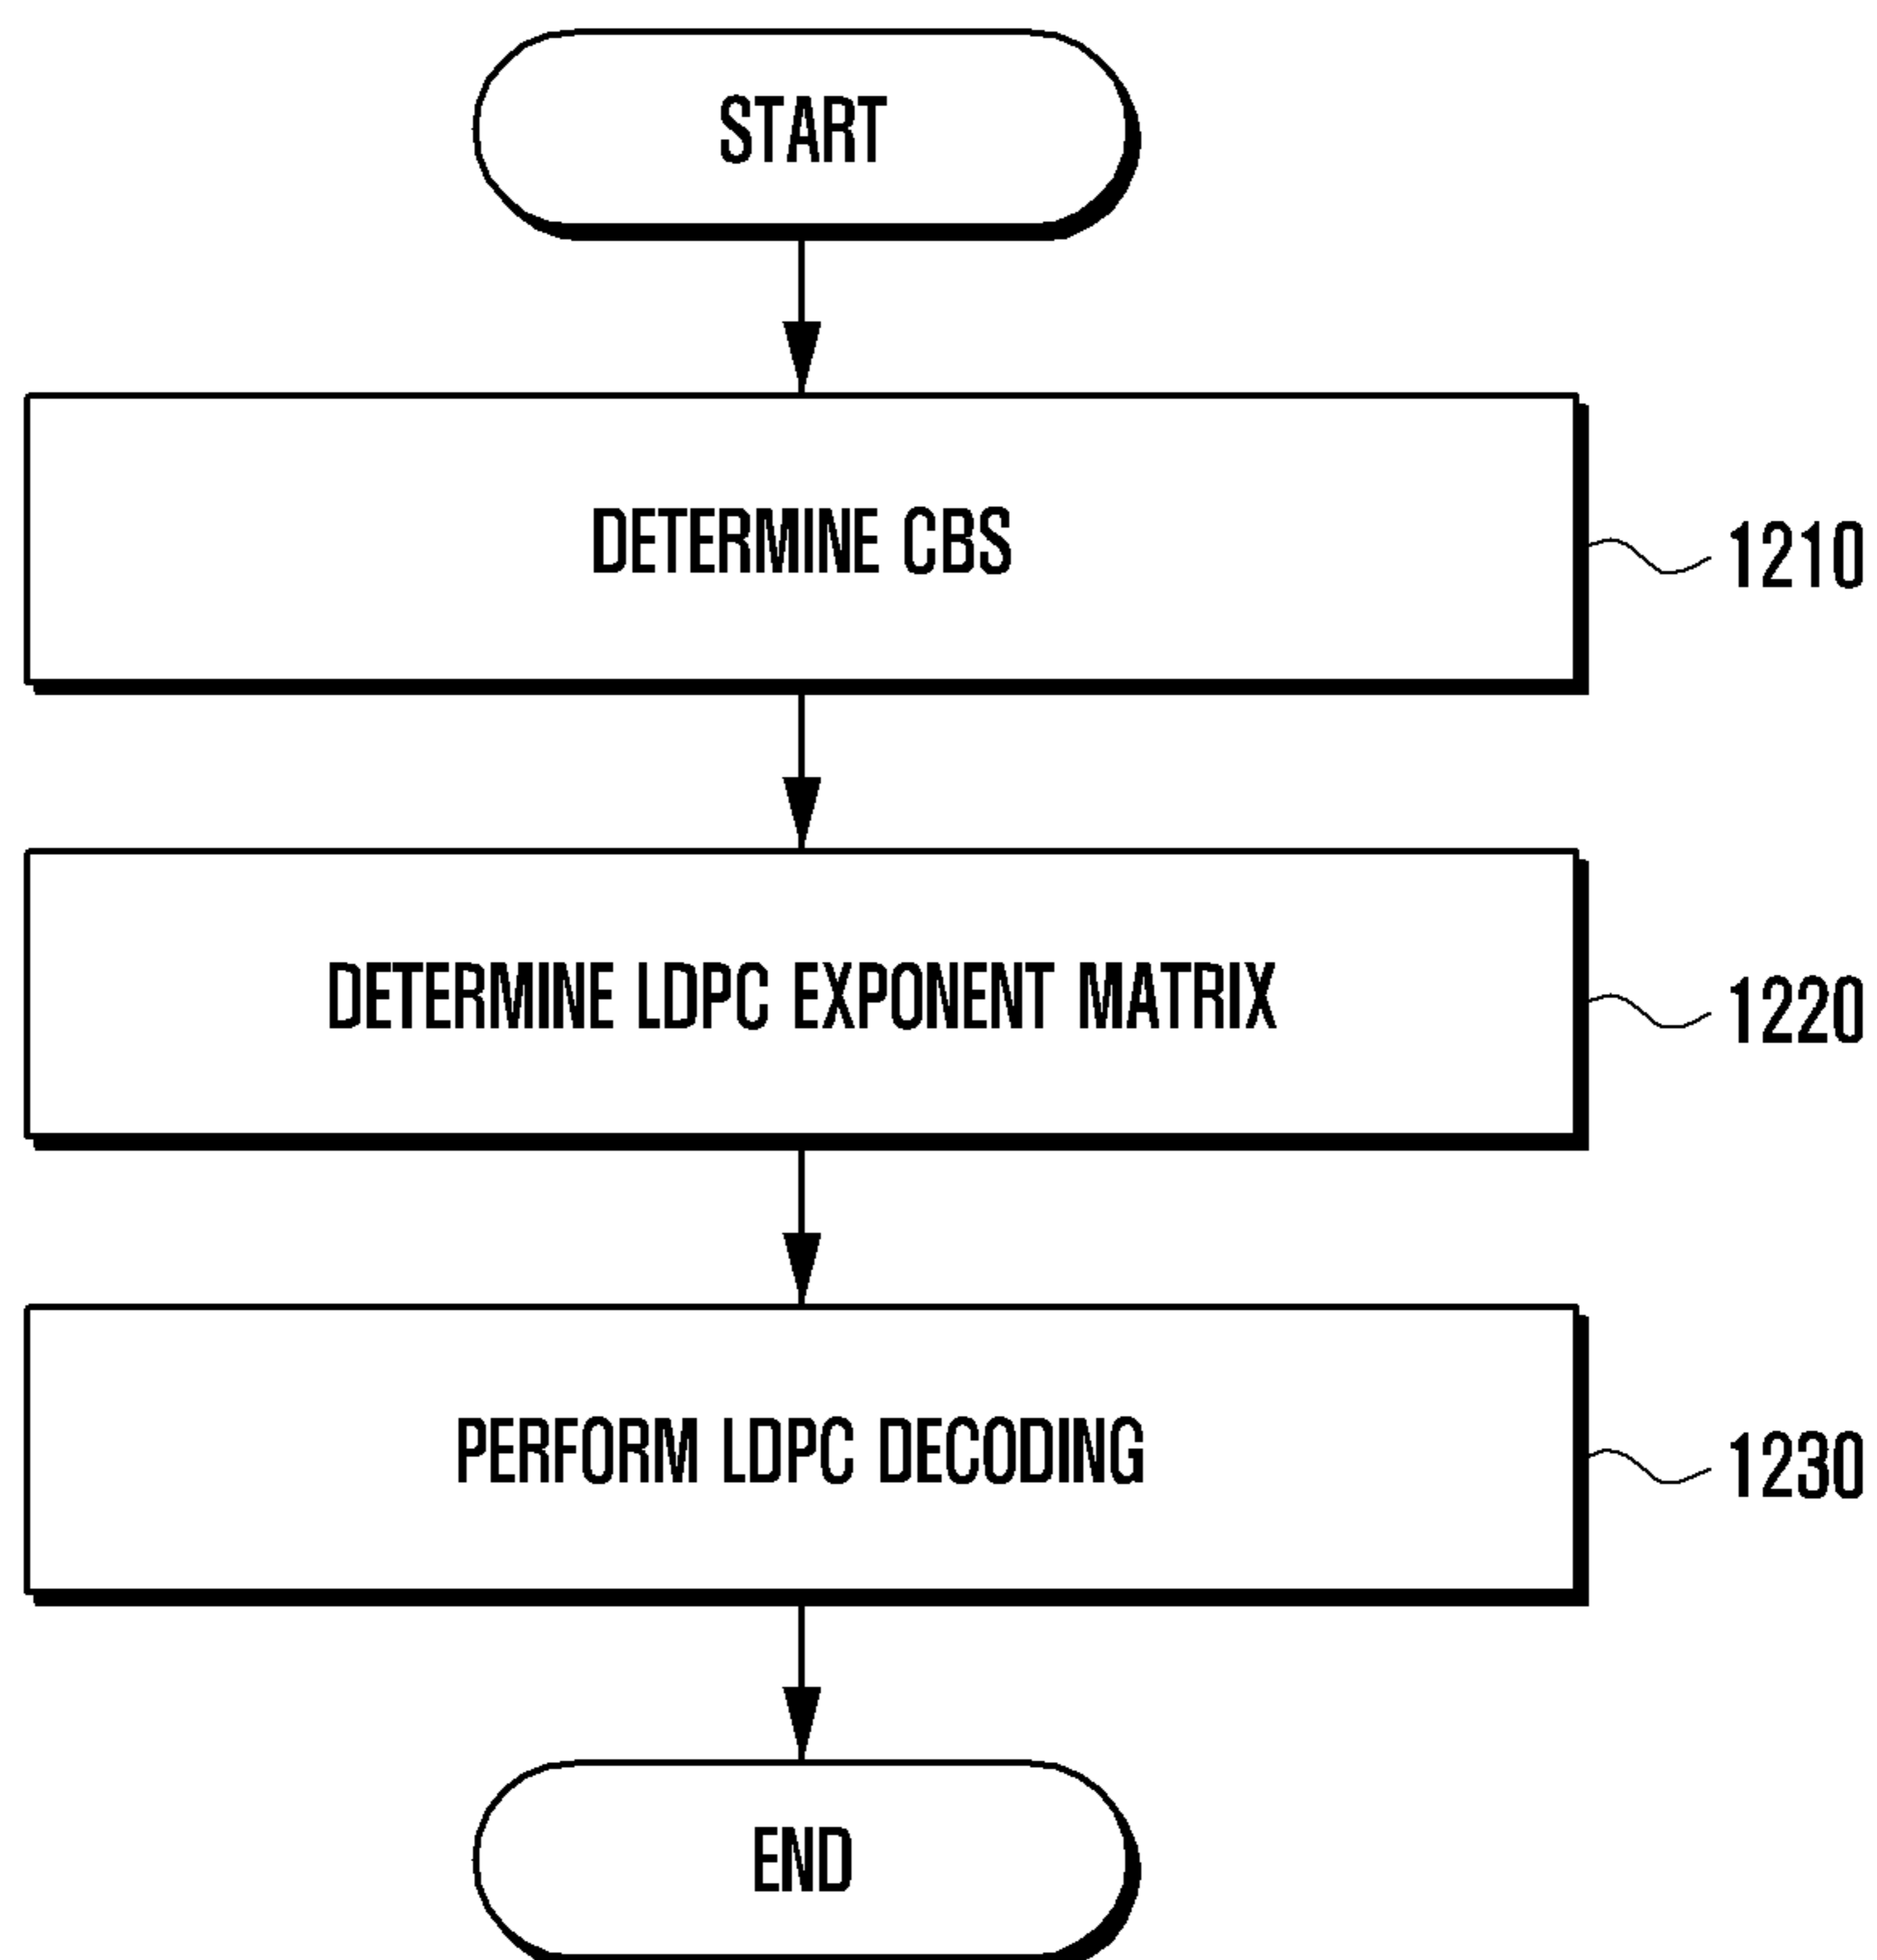 START
DETERMINE CBS
1210
DETERMINE LDPC EXPONENT MATRIX
1220
PERFORM LDPC DECODING
1230
END